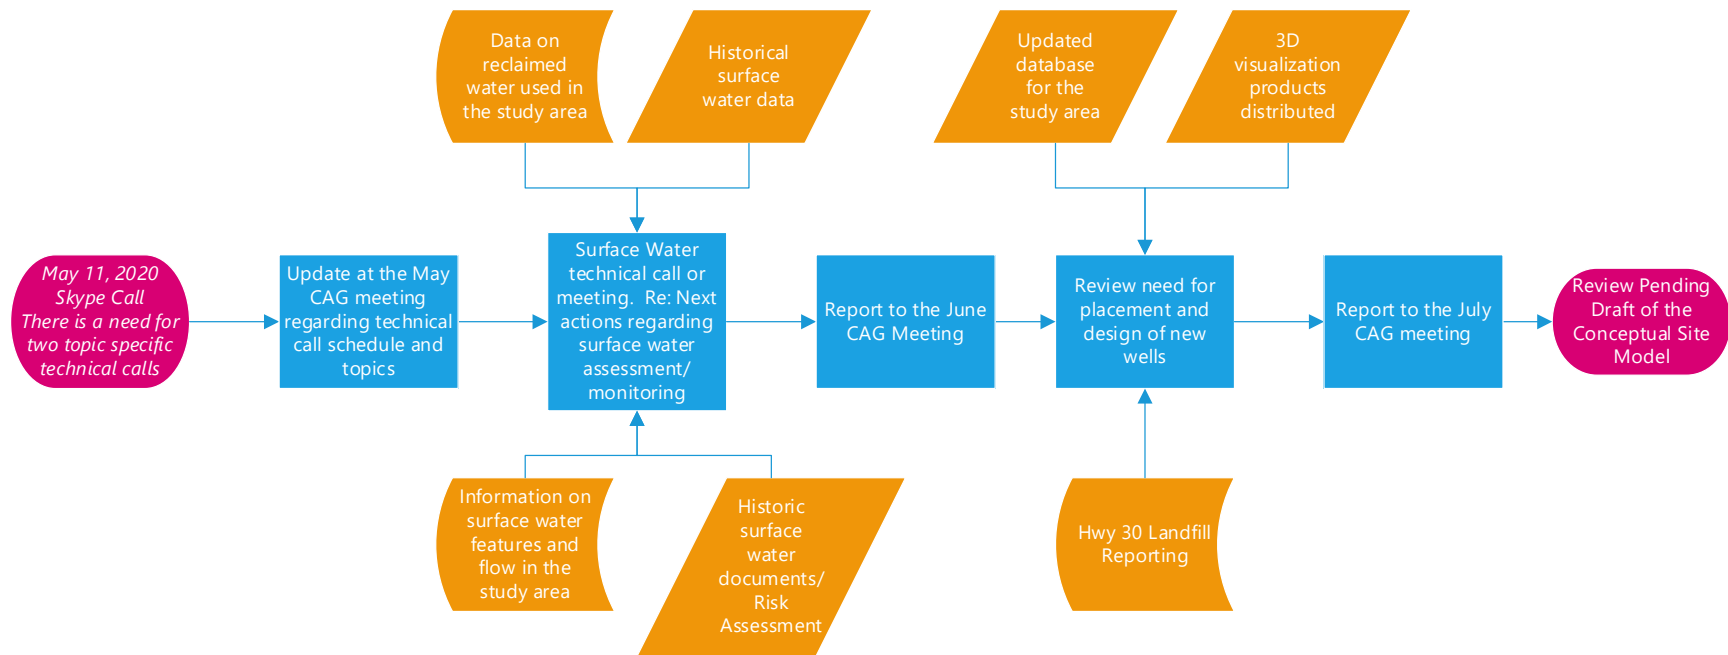 Data on
reclaimed
water used in
the study area
Historical
surface
water data
Updated
database
for the
study area
3D
visualization
products
distributed
May 11, 2020
Skype Call
There is a need for
two topic specific
technical calls
Update at the May
CAG meeting
regarding technical
call schedule and
topics
Surface Water
technical call or
meeting.  Re: Next
actions regarding
surface water
assessment/
monitoring
Report to the June
CAG Meeting
Review need for
placement and
design of new
wells
Report to the July
CAG meeting
Review Pending
Draft of the
Conceptual Site
Model
Information on
surface water
features and
flow in the
study area
Historic
surface
water
documents/
Risk
Assessment
Hwy 30 Landfill
Reporting